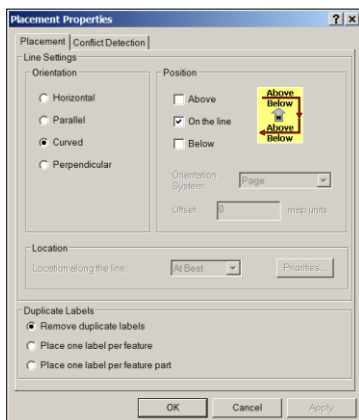 Placement Properties
Placement
Conflict Detection
Line Settings
Orientation
Horizontal
Parallel
Curved
Perpendicular
Position
Above
On the line
Below
Above
Below
N
Above
Below
Orientation
System:
Page
Offset
0
map units
Location
Location along the line:
At Best
Priorities...
Duplicate Labels
Remove duplicate labels
Place one label per feature
Place one label per feature part
OK
Cancel
Apply